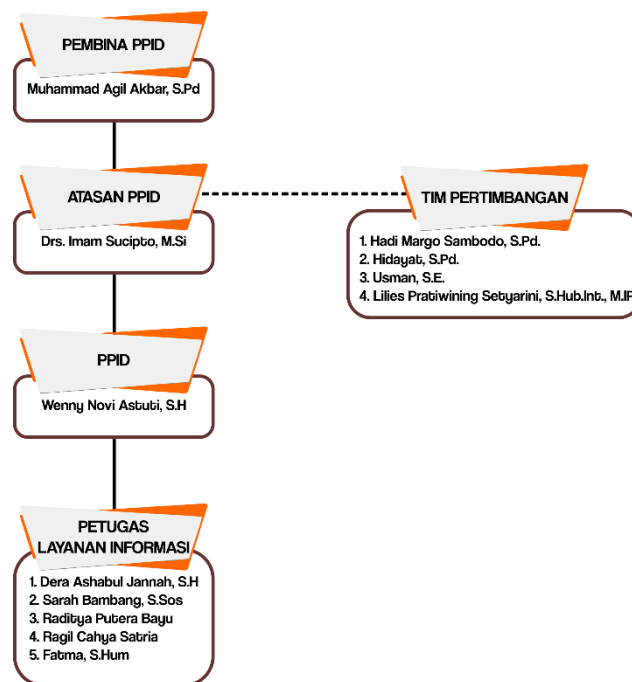 PEMBINA PPID
Muhammad Agil Akbar, S.Pd
ATASAN PPID
Drs. Imam Sucipto, M.Si
TIM PERTIMBANGAN
1. Hadi Margo Sambodo, S.Pd.
2. Hidayat, S.Pd.
3. Usman, S.E.
4. Lilies Pratiwining Setyarini, S.Hub.Int., M.IP
PPID
Wenny Novi Astuti, S.H
PETUGAS
LAYANAN INFORMASI
1. Dera Ashabul Jannah, S.H
2. Sarah Bambang, S.Sos
3. Raditya Putera Bayu
4. Ragil Cahya Satria
5. Fatma, S.Hum